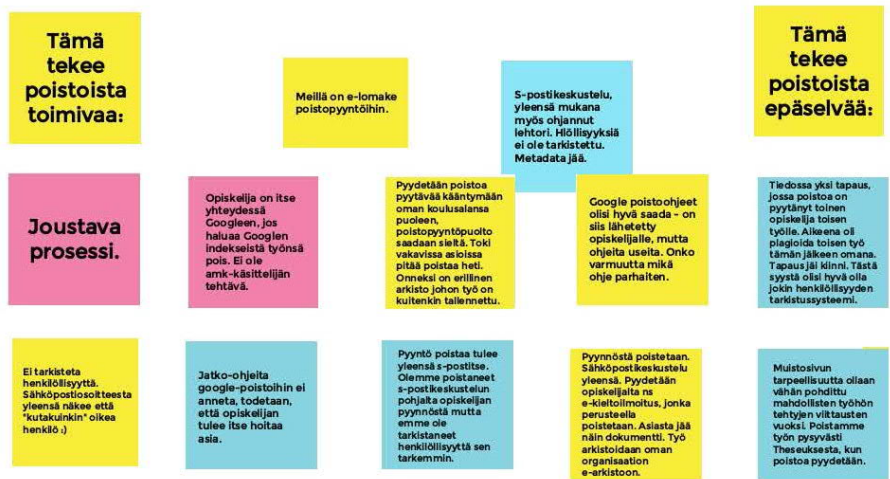 Tämä
tekee
poistoista
toimivaa:
Meillä on e-lomake
poistopyyntöihin.
S-postikeskustelu,
yleensä mukana
myös ohjannut
lehtori. Hlöllisyyksiä
ei ole tarkistettu.
Metadata jää.
Tämä
tekee
poistoista
epäselvää:
Joustava
prosessi.
Opiskelija on itse
yhteydessä
Googleen, jos
haluaa Googlen
indekseistä työnsä
pois. Ei ole
amk-käsittelijän
tehtävä.
Pyydetään poistoa
pyytävää kääntymään
oman koulusalansa
puoleen,
poistopyyntöpuolto
saadaan sieltä. Toki
vakavissa asioissa
pitää poistaa heti.
Onneksi on erillinen
arkisto johon työ on
kuitenkin tallennettu.
Google poistoohjeet
olisi hyvä saada - on
siis lähetetty
opiskelijalle, mutta
ohjeita useita. Onko
varmuutta mikä
ohje parhaiten.
Tiedossa yksi tapaus,
jossa poistoa on
pyytänyt toinen
opiskelija toisen
työlle. Aikeena oli
plagioida toisen työ
tämän jälkeen omana.
Tapaus jäi kiinni. Tästä
syystä olisi hyvä olla
jokin henkilöllisyyden
tarkistussysteemi.
Ei tarkisteta
henkilöllisyyttä.
Sähköpostiosoitteesta
yleensä näkee että
"kutakuinkin" oikea
henkilö :)
Jatko-ohjeita
google-poistoihin ei
anneta, todetaan,
että opiskelijan
tulee itse hoitaa
asia.
Pyyntö poistaa tulee
yleensä s-postitse.
Olemme poistaneet
s-postikeskustelun
pohjalta opiskelijan
pyynnöstä mutta
emme ole
tarkistaneet
henkilöllisyyttä sen
tarkemmin.
Pyynnöstä poistetaan.
Sähköpostikeskustelu
yleensä. Pyydetään
opiskelijalta ns
e-kieltoilmoitus, jonka
perusteella
poistetaan. Asiasta jää
näin dokumentti. Työ
arkistoidaan oman
organisaation
e-arkistoon.
Muistosivun
tarpeellisuutta ollaan
vähän pohdittu
mahdollisten työhön
tehtyjen viittausten
vuoksi. Poistamme
työn pysyvästi
Theseuksesta, kun
poistoa pyydetään.